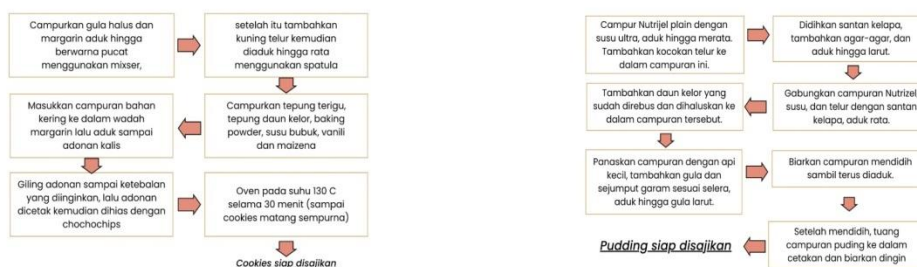 Campurkan gula halus dan
margarin aduk hingga
berwarna pucat
menggunakan mixser,
setelah itu tambahkan
kuning telur kemudian
diaduk hingga rata
menggunakan spatula
Campurkan tepung terigu,
tepung daun kelor, baking
powder, susu bubuk, vanili
dan maizena
Masukkan campuran bahan
kering ke dalam wadah
margarin lalu aduk sampai
adonan kalis
Giling adonan sampai ketebalan
yang diinginkan, lalu adonan
dicetak kemudian dihias dengan
chochochips
Oven pada suhu 130 C
selama 30 menit (sampai
cookies matang sempurna)
Cookies siap disajikan
Campur Nutrijel plain dengan
susu ultra, aduk hingga merata.
Tambahkan kocokan telur ke
dalam campuran ini.
Didihkan santan kelapa,
tambahkan agar-agar, dan
aduk hingga larut.
Gabungkan campuran Nutrizel,
susu, dan telur dengan santan
kelapa, aduk rata.
Tambahkan daun kelor yang
sudah direbus dan dihaluskan ke
dalam campuran tersebut.
Panaskan campuran dengan api
kecil, tambahkan gula dan
sejumput garam sesuai selera,
aduk hingga gula larut.
Biarkan campuran mendidih
sambil terus diaduk.
Setelah mendidih, tuang
campuran puding ke dalam
cetakan dan biarkan dingin
Pudding siap disajikan